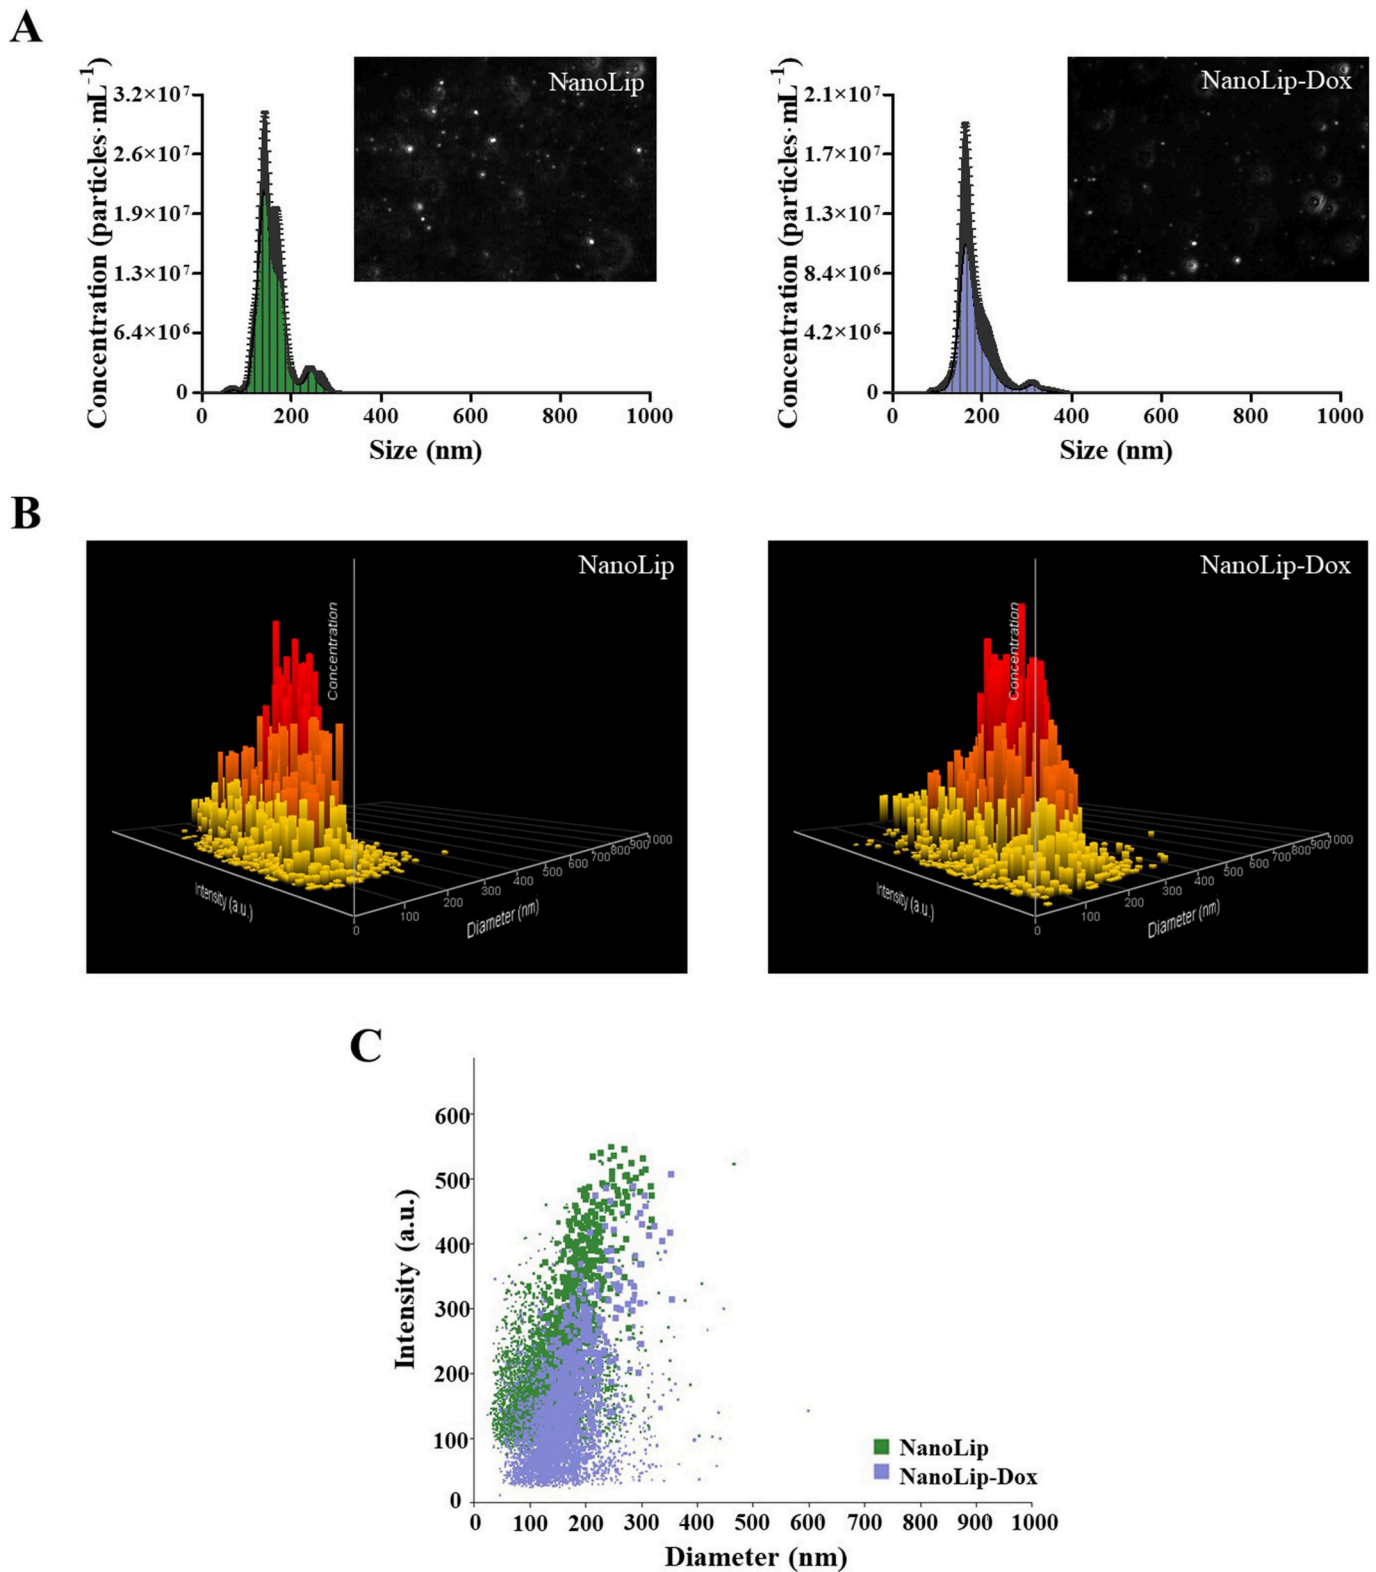 A
NanoLip
Concentration (particles·mL⁻¹)
3.2×10⁷
2.6×10⁷
1.9×10⁷
1.3×10⁷
6.4×10⁶
0
0 200 400 600 800 1000
Size (nm)
NanoLip-Dox
Concentration (particles·mL⁻¹)
2.1×10⁷
1.7×10⁷
1.3×10⁷
8.4×10⁶
4.2×10⁶
0
0 200 400 600 800 1000
Size (nm)
B
NanoLip
Concentration
Intensity (a.u.)
0 100 200 300 400 500 600 700 800 900 1000
Diameter (nm)
NanoLip-Dox
Concentration
Intensity (a.u.)
0 100 200 300 400 500 600 700 800 900 1000
Diameter (nm)
C
Intensity (a.u.)
600
500
400
300
200
100
0
0 100 200 300 400 500 600 700 800 900 1000
Diameter (nm)
NanoLip
NanoLip-Dox